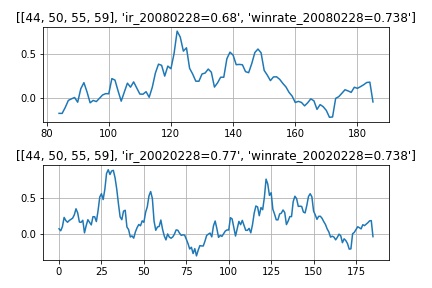 [[44, 50, 55, 59], 'ir_20080228=0.68', 'winrate_20080228=0.738']
0.5
0.0
80 100 120 140 160 180
[[44, 50, 55, 59], 'ir_20020228=0.77', 'winrate_20020228=0.738']
0.5
0.0
0 25 50 75 100 125 150 175